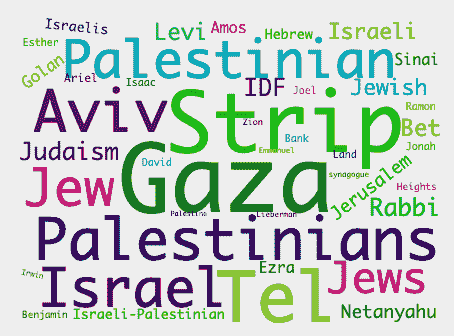 Israelis
Levi
Amos
Hebrew
Israeli
Esther
Palestinian
Sinai
Golan
Ariel
Isaac
IDF
Joel
Jewish
Aviv
Strip
Ramon
Zion
Bank
Bet
Judaism
David
Emmanuel
Land
Jonah
Jew
Gaza
synagogue
Jerusalem
Heights
Rabbi
Palestine
Lieberman
Palestinians
Israel
Tel
Ezra
Jews
Irwin
Benjamin
Israeli-Palestinian
Netanyahu